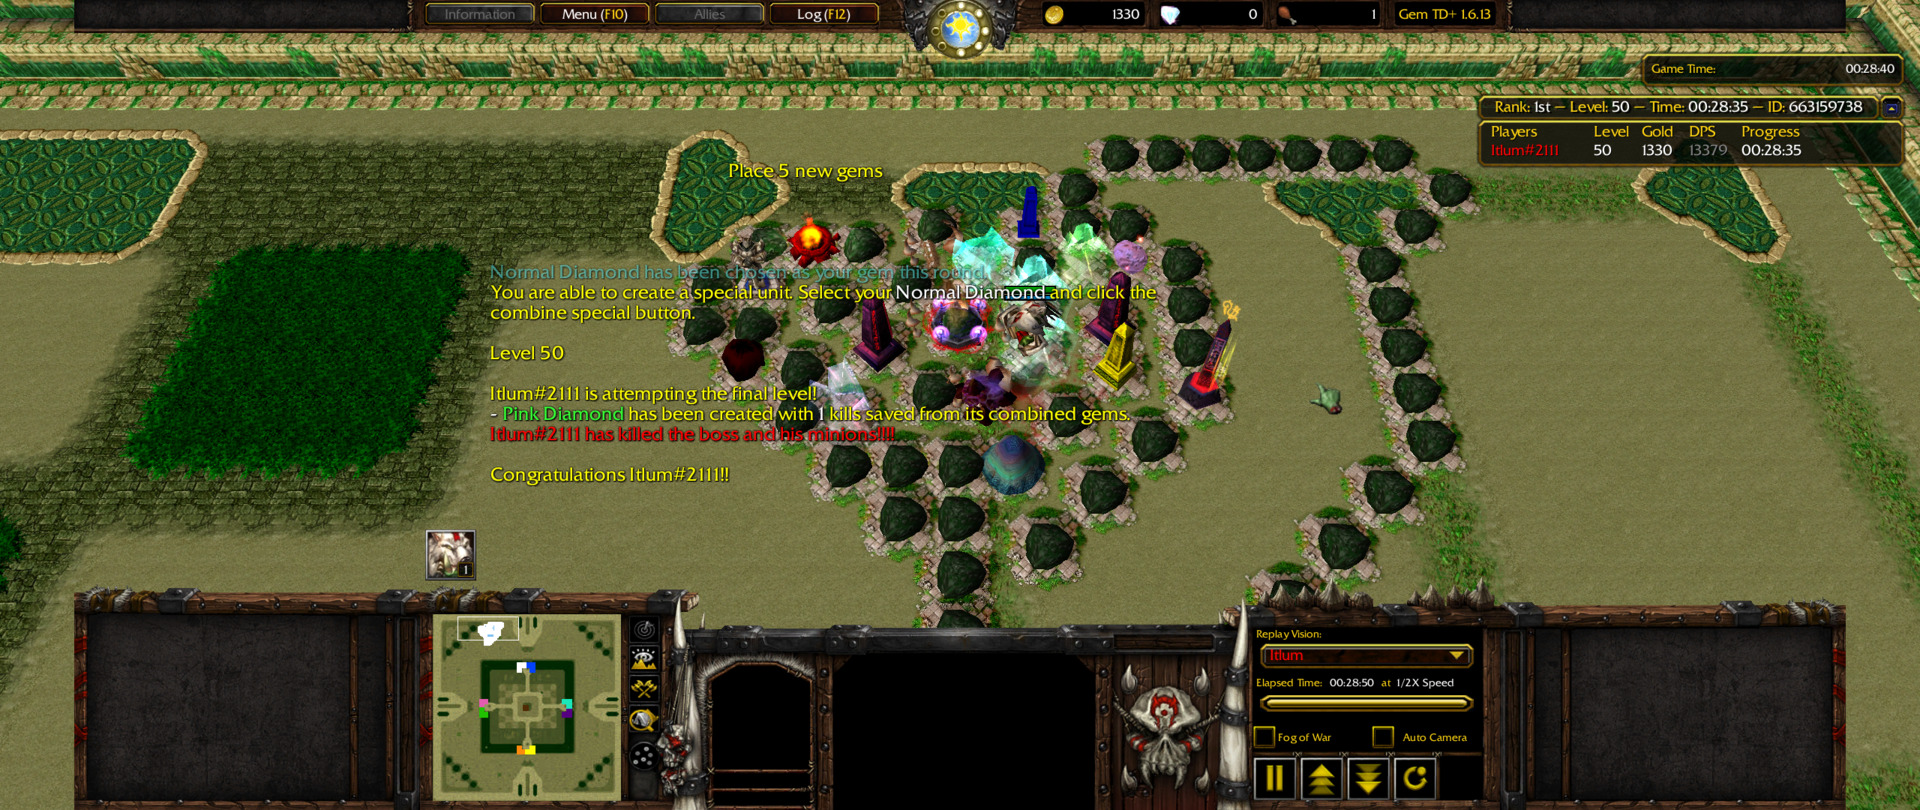 Information
Menu (F10)
Allies
Log (F12)
1330
0
1
Gem TD+ 1.6.13
Game Time:
00:28:40
Rank: 1st – Level: 50 – Time: 00:28:35 – ID: 663159738
Players Level Gold DPS Progress
Itlum#2111 50 1330 13379 00:28:35
Place 5 new gems
Normal Diamond has been chosen as your gem this round.
You are able to create a special unit. Select your Normal Diamond and click the
combine special button.
Level 50
Itlum#2111 is attempting the final level!
- Pink Diamond has been created with 1 kills saved from its combined gems.
Itlum#2111 has killed the boss and his minions!!!!
Congratulations Itlum#2111!!
1
Replay Vision:
Itlum
Elapsed Time: 00:28:50 at 1/2X Speed
Fog of War
Auto Camera